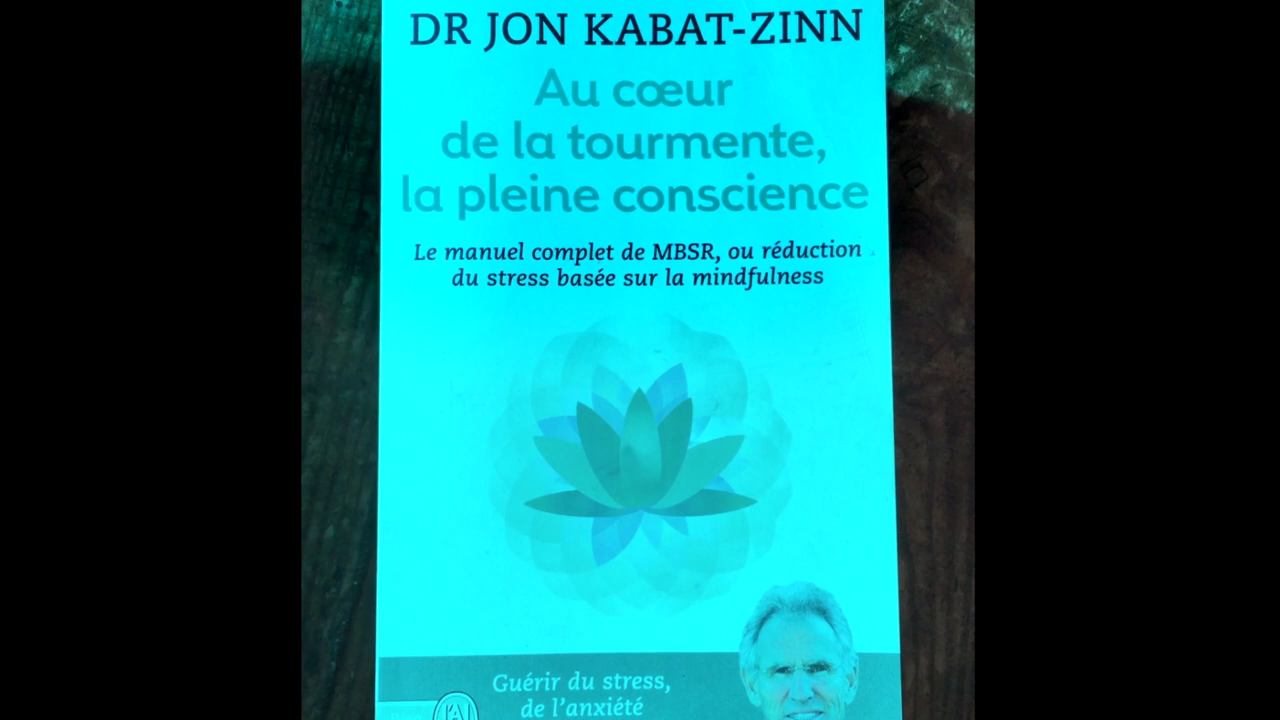 DR JON KABAT-ZINN
Au cœur
de la tourmente,
la pleine conscience
Le manuel complet de MBSR, ou réduction
du stress basée sur la mindfulness
Guérir du stress,
de l'anxiété
J'AI